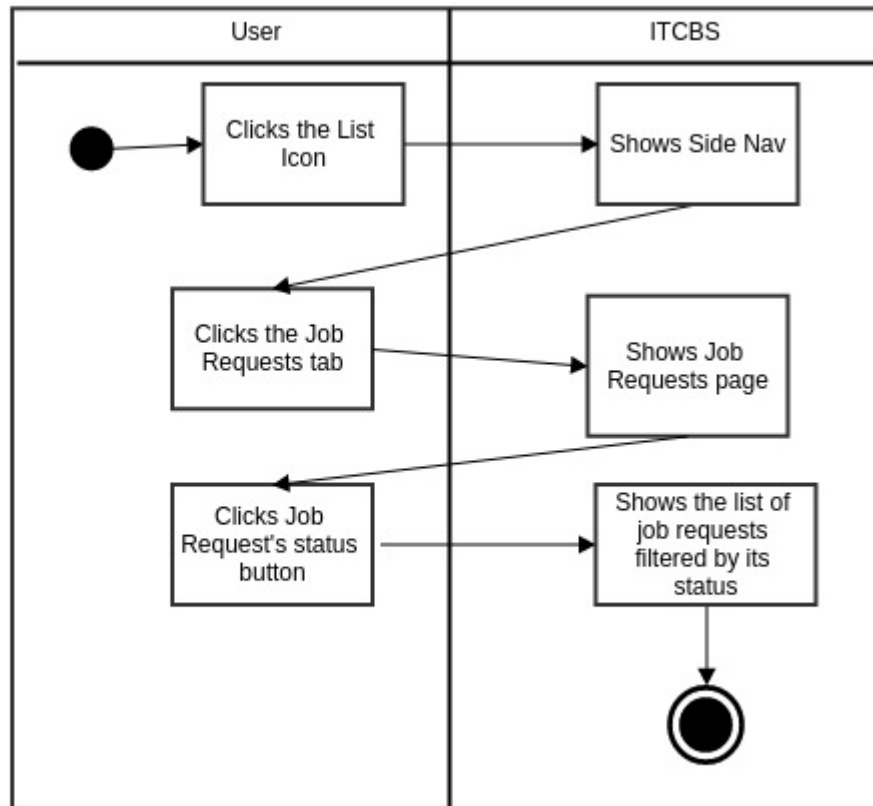 User
ITCBS
Clicks the List
Icon
Shows Side Nav
Clicks the Job
Requests tab
Shows Job
Requests page
Clicks Job
Request's status
button
Shows the list of
job requests
filtered by its
status